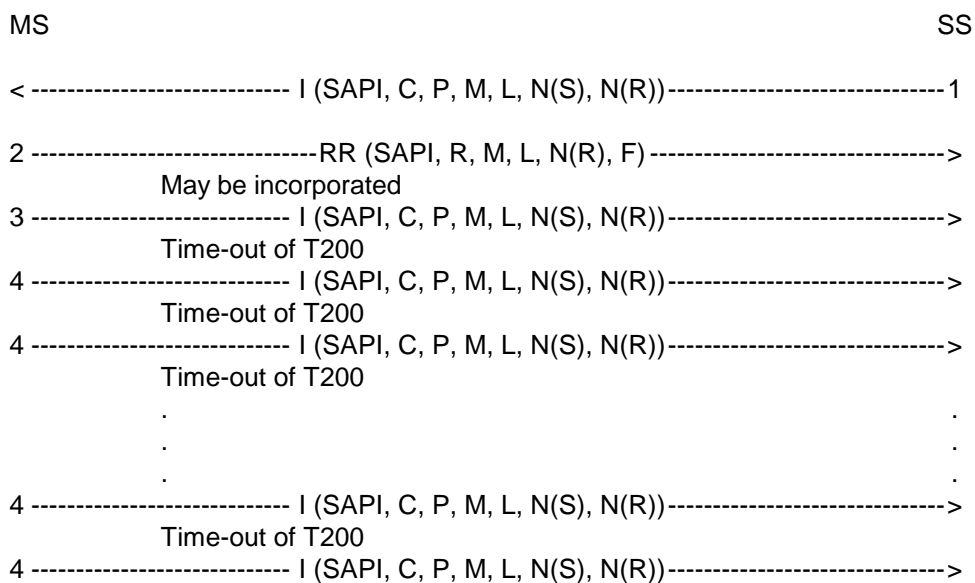 MS SS
< ----------------------------- I (SAPI, C, P, M, L, N(S), N(R))-------------------------------1
2 --------------------------------RR (SAPI, R, M, L, N(R), F) --------------------------------->
May be incorporated
3 ----------------------------- I (SAPI, C, P, M, L, N(S), N(R))------------------------------->
Time-out of T200
4 ----------------------------- I (SAPI, C, P, M, L, N(S), N(R))------------------------------->
Time-out of T200
4 ----------------------------- I (SAPI, C, P, M, L, N(S), N(R))------------------------------->
Time-out of T200
. .
. .
. .
4 ----------------------------- I (SAPI, C, P, M, L, N(S), N(R))------------------------------->
Time-out of T200
4 ----------------------------- I (SAPI, C, P, M, L, N(S), N(R))------------------------------->